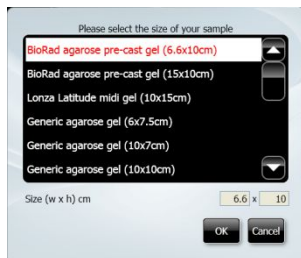 Please select the size of your sample
BioRad agarose pre-cast gel (6.6x10cm)
BioRad agarose pre-cast gel (15x10cm)
Lonza Latitude midi gel (10x15cm)
Generic agarose gel (6x7.5cm)
Generic agarose gel (10x7cm)
Generic agarose gel (10x10cm)
Size (w x h) cm 6.6 x 10
OK Cancel